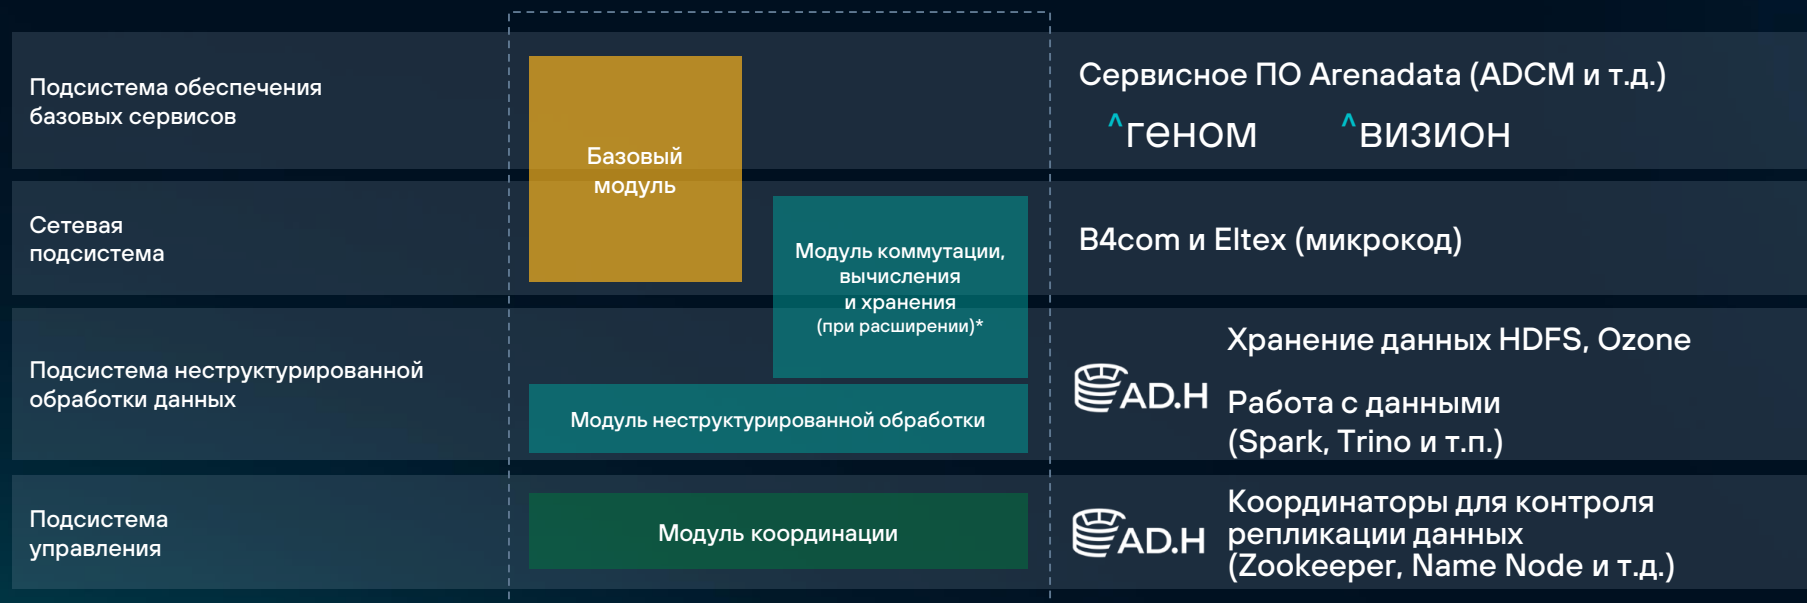 Подсистема обеспечения
базовых сервисов
Базовый
модуль
Сервисное ПО Arenadata (ADCM и т.д.)
^геном
^визион
Сетевая
подсистема
Модуль коммутации,
вычисления
и хранения
(при расширении)*
B4com и Eltex (микрокод)
Подсистема неструктурированной
обработки данных
Модуль неструктурированной обработки
AD.H
Хранение данных HDFS, Ozone
Работа с данными
(Spark, Trino и т.п.)
Подсистема
управления
Модуль координации
AD.H
Координаторы для контроля
репликации данных
(Zookeeper, Name Node и т.д.)